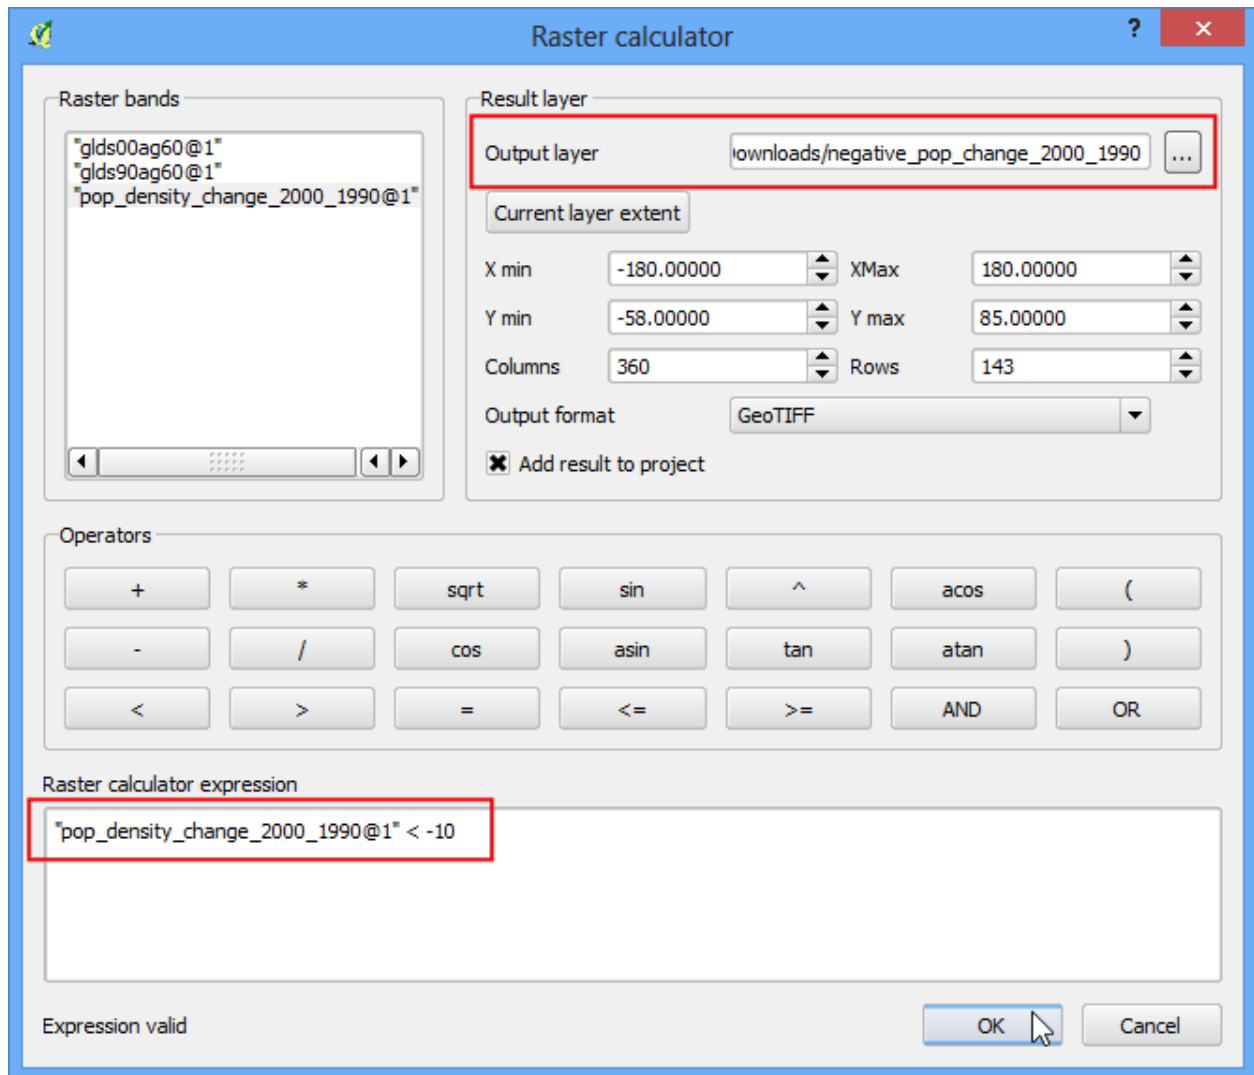 Raster calculator
?
Raster bands
"glds00ag60@1"
"glds90ag60@1"
"pop_density_change_2000_1990@1"
Result layer
Output layer ownloads/negative_pop_change_2000_1990 ...
Current layer extent
X min -180.00000 XMax 180.00000
Y min -58.00000 Y max 85.00000
Columns 360 Rows 143
Output format GeoTIFF
Add result to project
Operators
+ * sqrt sin ^ acos (
- / cos asin tan atan )
< > = <= >= AND OR
Raster calculator expression
"pop_density_change_2000_1990@1" < -10
Expression valid
OK Cancel